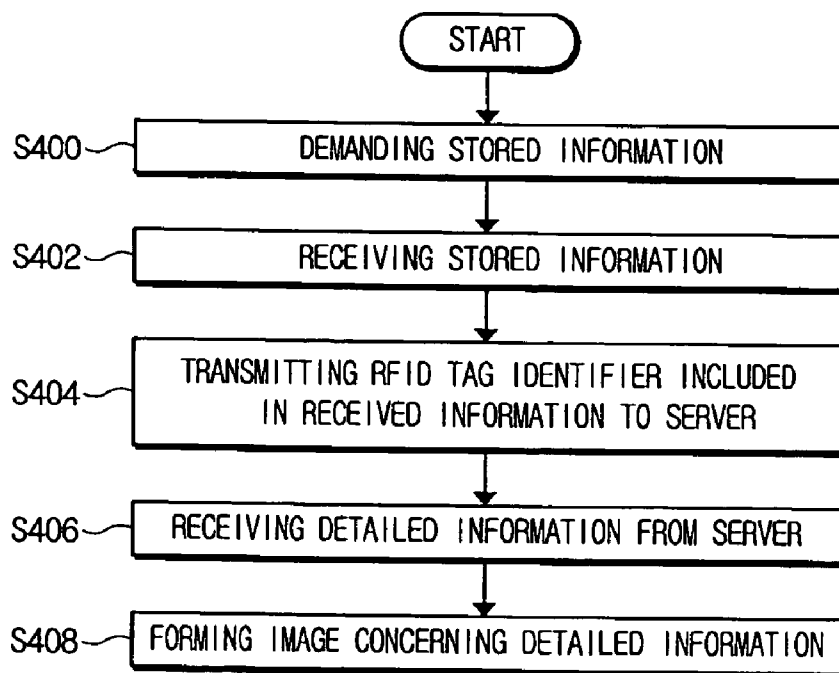 START
S400
DEMANDING STORED INFORMATION
S402
RECEIVING STORED INFORMATION
S404
TRANSMITTING RFID TAG IDENTIFIER INCLUDED
IN RECEIVED INFORMATION TO SERVER
S406
RECEIVING DETAILED INFORMATION FROM SERVER
S408
FORMING IMAGE CONCERNING DETAILED INFORMATION